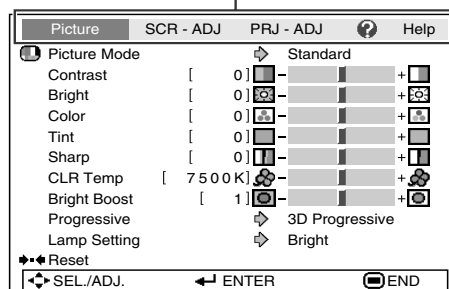 Picture SCR - ADJ PRJ - ADJ ? Help
Picture Mode Standard
Contrast [ 0] - +
Bright [ 0] - +
Color [ 0] - +
Tint [ 0] - +
Sharp [ 0] - +
CLR Temp [ 7500K] - +
Bright Boost [ 1] - +
Progressive 3D Progressive
Lamp Setting Bright
Reset
SEL./ADJ. ENTER END